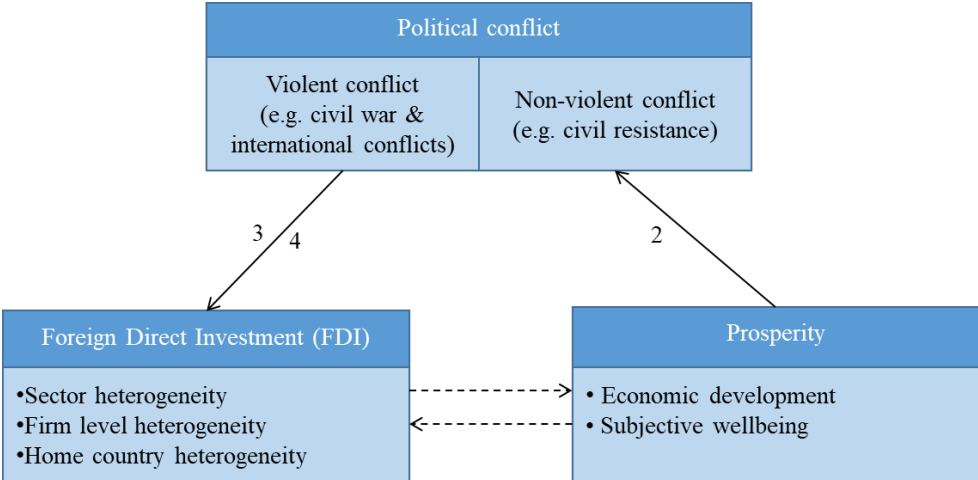 Political conflict
Violent conflict
(e.g. civil war &
international conflicts)
Non-violent conflict
(e.g. civil resistance)
3
4
2
Foreign Direct Investment (FDI)
•Sector heterogeneity
•Firm level heterogeneity
•Home country heterogeneity
Prosperity
• Economic development
• Subjective wellbeing